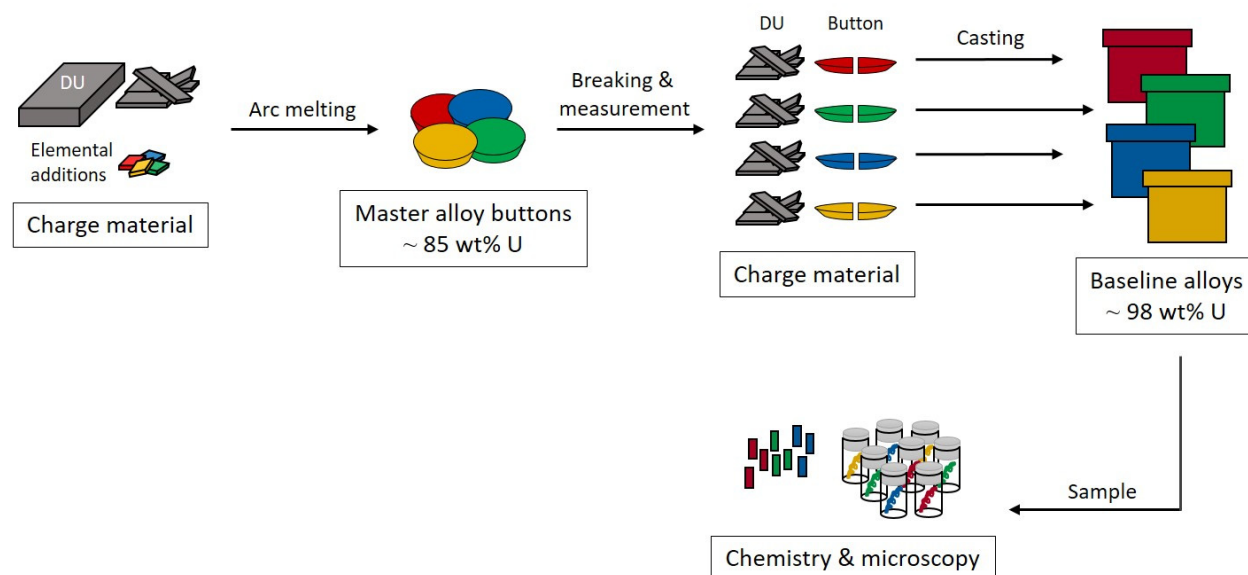 DU
Elemental
additions
Charge material
Arc melting
Master alloy buttons
~ 85 wt% U
Breaking &
measurement
DU
Button
Charge material
Casting
Baseline alloys
~ 98 wt% U
Sample
Chemistry & microscopy